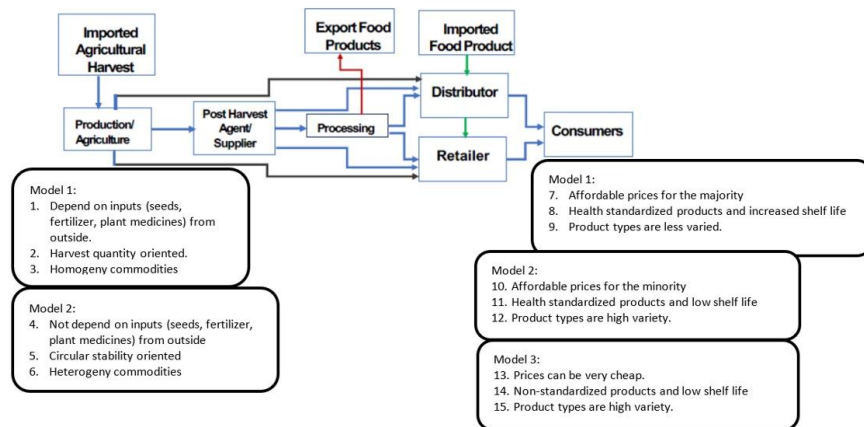 Imported
Agricultural
Harvest
Export Food
Products
Imported
Food Product
Production/
Agriculture
Post Harvest
Agent/
Supplier
Processing
Distributor
Retailer
Consumers
Model 1:
1. Depend on inputs (seeds,
fertilizer, plant medicines) from
outside.
2. Harvest quantity oriented.
3. Homogeny commodities
Model 2:
4. Not depend on inputs (seeds, fertilizer,
plant medicines) from outside
5. Circular stability oriented
6. Heterogeny commodities
Model 1:
7. Affordable prices for the majority
8. Health standardized products and increased shelf life
9. Product types are less varied.
Model 2:
10. Affordable prices for the minority
11. Health standardized products and low shelf life
12. Product types are high variety.
Model 3:
13. Prices can be very cheap.
14. Non-standardized products and low shelf life
15. Product types are high variety.